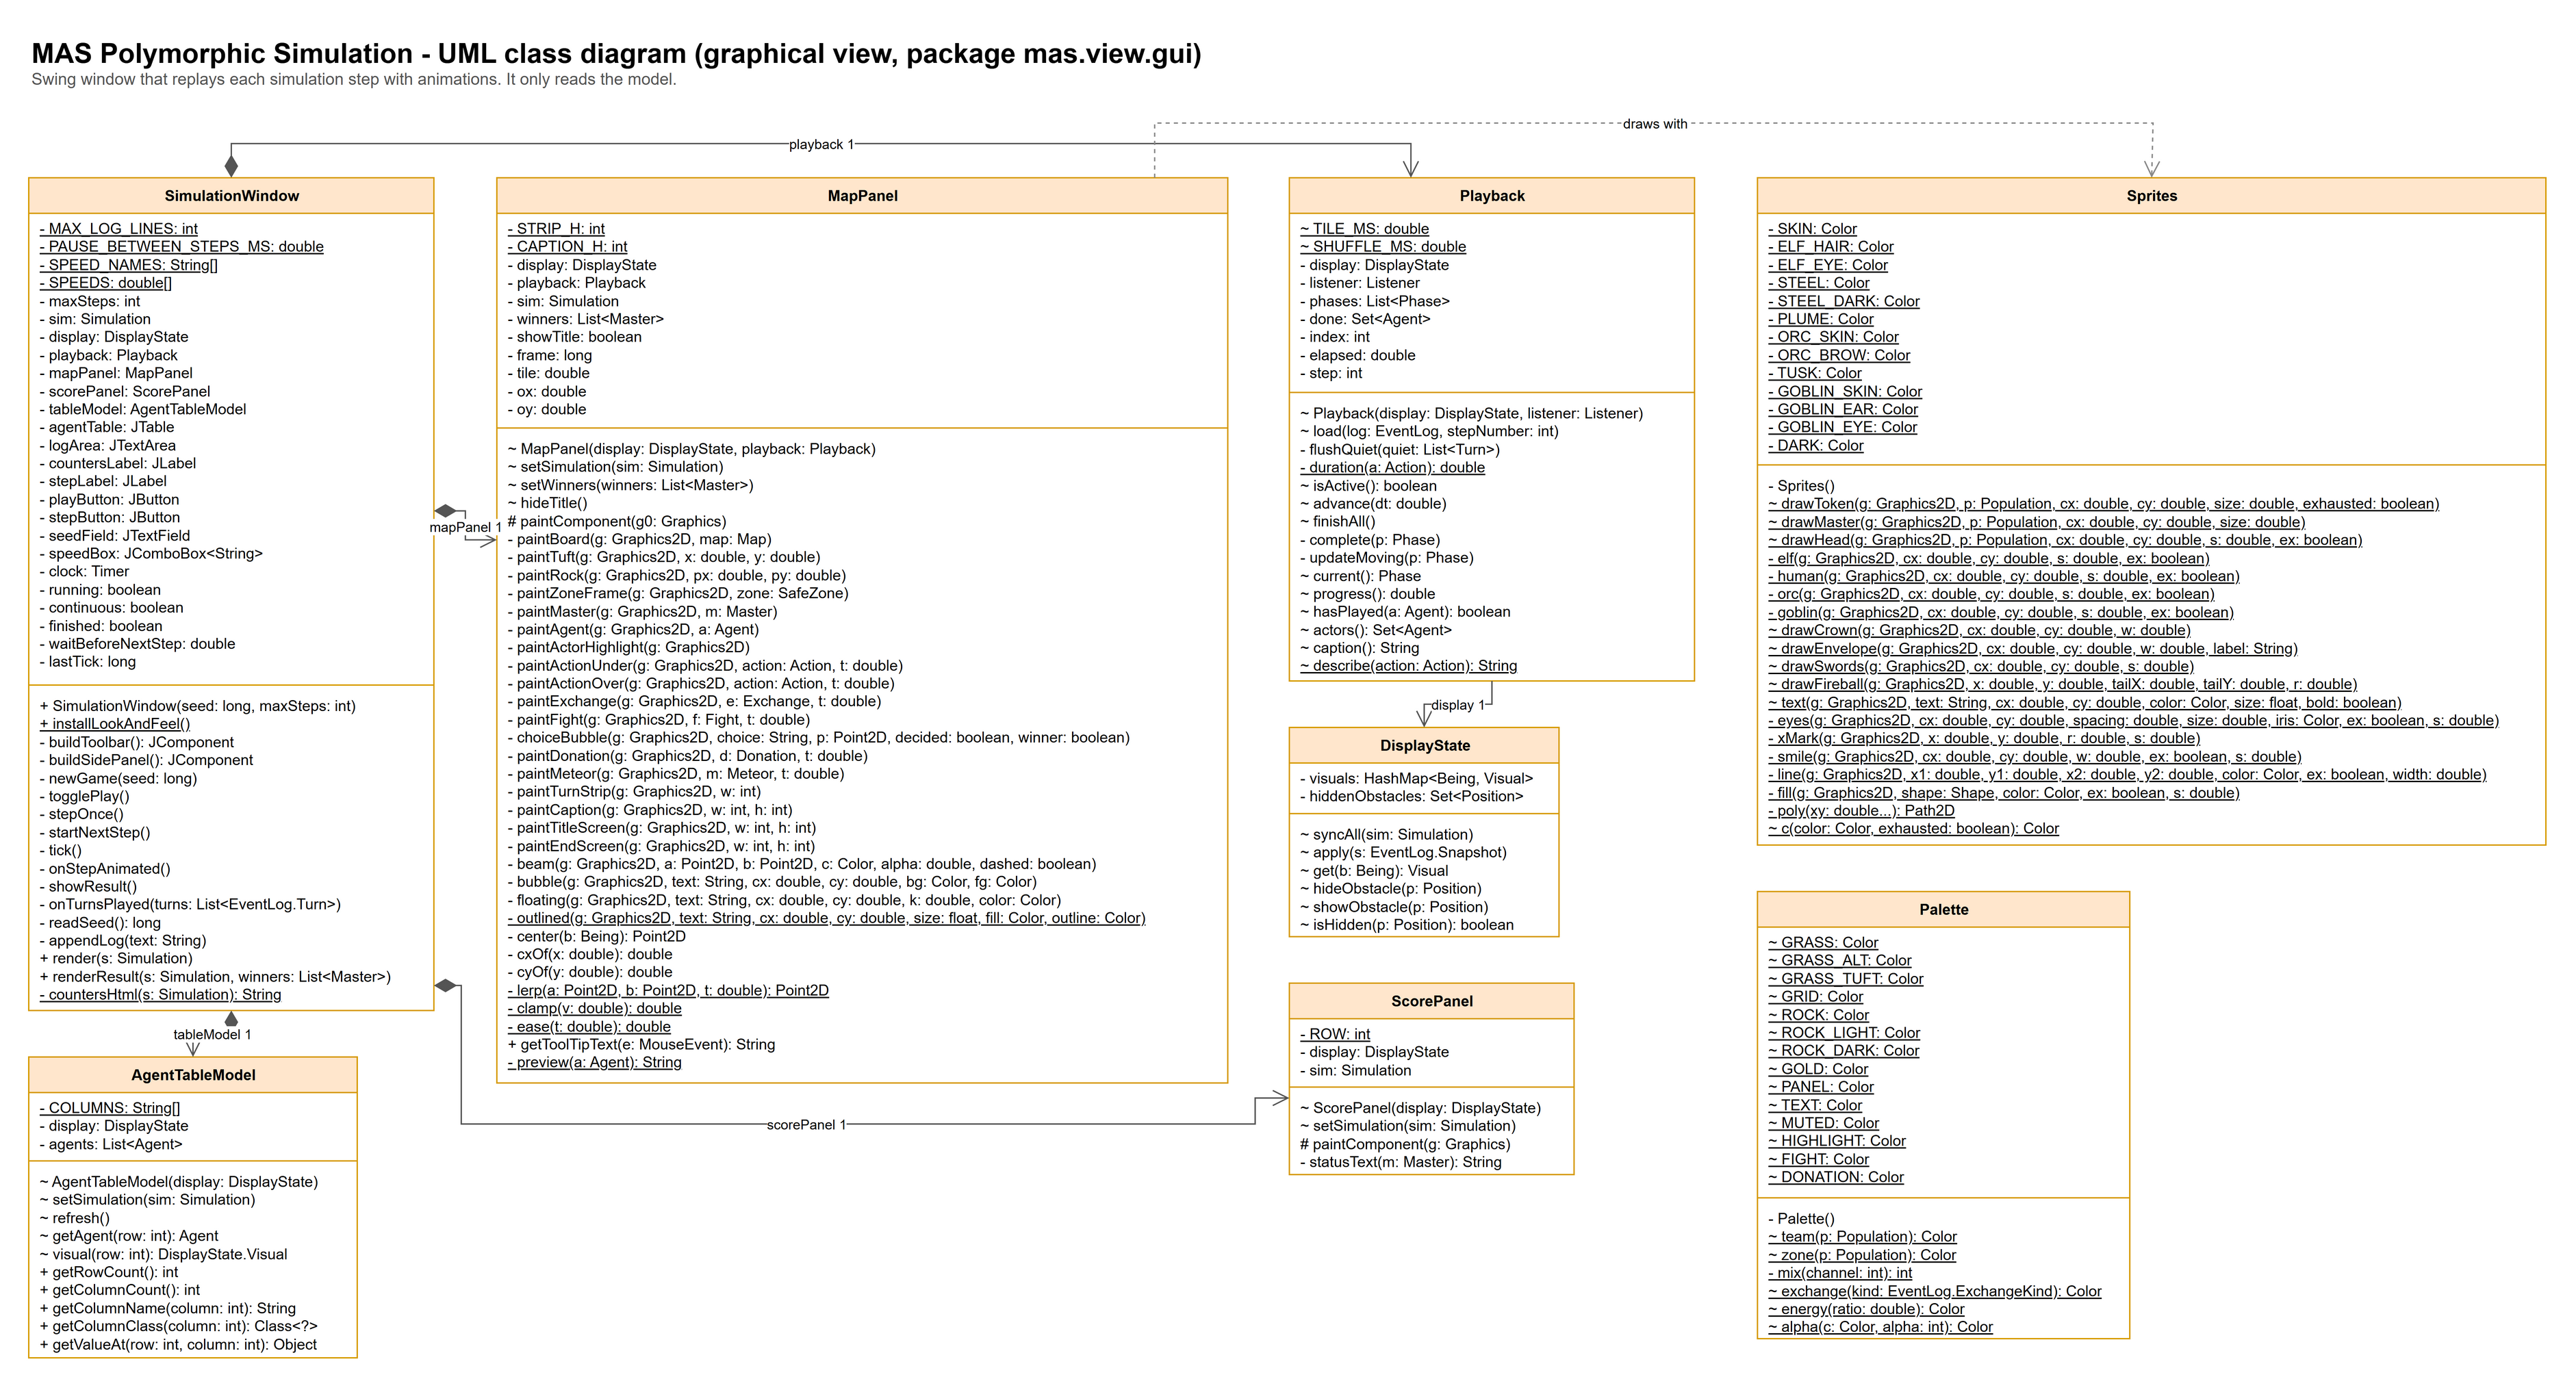 MAS Polymorphic Simulation - UML class diagram (graphical view, package mas.view.gui)
Swing window that replays each simulation step with animations. It only reads the model.
draws with
playback 1
SimulationWindow
- MAX_LOG_LINES: int
- PAUSE_BETWEEN_STEPS_MS: double
- SPEED_NAMES: String[]
- SPEEDS: double[]
- maxSteps: int
- sim: Simulation
- display: DisplayState
- playback: Playback
- mapPanel: MapPanel
- scorePanel: ScorePanel
- tableModel: AgentTableModel
- agentTable: JTable
- logArea: JTextArea
- countersLabel: JLabel
- stepLabel: JLabel
- playButton: JButton
- stepButton: JButton
- seedField: JTextField
- speedBox: JComboBox<String>
- clock: Timer
- running: boolean
- continuous: boolean
- finished: boolean
- waitBeforeNextStep: double
- lastTick: long
+ SimulationWindow(seed: long, maxSteps: int)
+ installLookAndFeel()
- buildToolbar(): JComponent
- buildSidePanel(): JComponent
- newGame(seed: long)
- togglePlay()
- stepOnce()
- startNextStep()
- tick()
- onStepAnimated()
- showResult()
- onTurnsPlayed(turns: List<EventLog.Turn>)
- readSeed(): long
- appendLog(text: String)
+ render(s: Simulation)
+ renderResult(s: Simulation, winners: List<Master>)
- countersHtml(s: Simulation): String
mapPanel 1
tableModel 1
AgentTableModel
- COLUMNS: String[]
- display: DisplayState
- agents: List<Agent>
~ AgentTableModel(display: DisplayState)
~ setSimulation(sim: Simulation)
~ refresh()
~ getAgent(row: int): Agent
~ visual(row: int): DisplayState.Visual
+ getRowCount(): int
+ getColumnCount(): int
+ getColumnName(column: int): String
+ getColumnClass(column: int): Class<?>
+ getValueAt(row: int, column: int): Object
MapPanel
- STRIP_H: int
- CAPTION_H: int
- display: DisplayState
- playback: Playback
- sim: Simulation
- winners: List<Master>
- showTitle: boolean
- frame: long
- tile: double
- ox: double
- oy: double
~ MapPanel(display: DisplayState, playback: Playback)
~ setSimulation(sim: Simulation)
~ setWinners(winners: List<Master>)
~ hideTitle()
# paintComponent(g0: Graphics)
- paintBoard(g: Graphics2D, map: Map)
- paintTuft(g: Graphics2D, x: double, y: double)
- paintRock(g: Graphics2D, px: double, py: double)
- paintZoneFrame(g: Graphics2D, zone: SafeZone)
- paintMaster(g: Graphics2D, m: Master)
- paintAgent(g: Graphics2D, a: Agent)
- paintActorHighlight(g: Graphics2D)
- paintActionUnder(g: Graphics2D, action: Action, t: double)
- paintActionOver(g: Graphics2D, action: Action, t: double)
- paintExchange(g: Graphics2D, e: Exchange, t: double)
- paintFight(g: Graphics2D, f: Fight, t: double)
- choiceBubble(g: Graphics2D, choice: String, p: Point2D, decided: boolean, winner: boolean)
- paintDonation(g: Graphics2D, d: Donation, t: double)
- paintMeteor(g: Graphics2D, m: Meteor, t: double)
- paintTurnStrip(g: Graphics2D, w: int)
- paintCaption(g: Graphics2D, w: int, h: int)
- paintTitleScreen(g: Graphics2D, w: int, h: int)
- paintEndScreen(g: Graphics2D, w: int, h: int)
- beam(g: Graphics2D, a: Point2D, b: Point2D, c: Color, alpha: double, dashed: boolean)
- bubble(g: Graphics2D, text: String, cx: double, cy: double, bg: Color, fg: Color)
- floating(g: Graphics2D, text: String, cx: double, cy: double, k: double, color: Color)
- outlined(g: Graphics2D, text: String, cx: double, cy: double, size: float, fill: Color, outline: Color)
- center(b: Being): Point2D
- cxOf(x: double): double
- cyOf(y: double): double
- lerp(a: Point2D, b: Point2D, t: double): Point2D
- clamp(v: double): double
- ease(t: double): double
+ getToolTipText(e: MouseEvent): String
- preview(a: Agent): String
scorePanel 1
Playback
~ TILE_MS: double
~ SHUFFLE_MS: double
- display: DisplayState
- listener: Listener
- phases: List<Phase>
- done: Set<Agent>
- index: int
- elapsed: double
- step: int
~ Playback(display: DisplayState, listener: Listener)
~ load(log: EventLog, stepNumber: int)
- flushQuiet(quiet: List<Turn>)
- duration(a: Action): double
~ isActive(): boolean
~ advance(dt: double)
~ finishAll()
- complete(p: Phase)
- updateMoving(p: Phase)
~ current(): Phase
~ progress(): double
~ hasPlayed(a: Agent): boolean
~ actors(): Set<Agent>
~ caption(): String
~ describe(action: Action): String
display 1
DisplayState
- visuals: HashMap<Being, Visual>
- hiddenObstacles: Set<Position>
~ syncAll(sim: Simulation)
~ apply(s: EventLog.Snapshot)
~ get(b: Being): Visual
~ hideObstacle(p: Position)
~ showObstacle(p: Position)
~ isHidden(p: Position): boolean
ScorePanel
- ROW: int
- display: DisplayState
- sim: Simulation
~ ScorePanel(display: DisplayState)
~ setSimulation(sim: Simulation)
# paintComponent(g: Graphics)
- statusText(m: Master): String
Sprites
- SKIN: Color
- ELF_HAIR: Color
- ELF_EYE: Color
- STEEL: Color
- STEEL_DARK: Color
- PLUME: Color
- ORC_SKIN: Color
- ORC_BROW: Color
- TUSK: Color
- GOBLIN_SKIN: Color
- GOBLIN_EAR: Color
- GOBLIN_EYE: Color
- DARK: Color
- Sprites()
~ drawToken(g: Graphics2D, p: Population, cx: double, cy: double, size: double, exhausted: boolean)
~ drawMaster(g: Graphics2D, p: Population, cx: double, cy: double, size: double)
~ drawHead(g: Graphics2D, p: Population, cx: double, cy: double, s: double, ex: boolean)
- elf(g: Graphics2D, cx: double, cy: double, s: double, ex: boolean)
- human(g: Graphics2D, cx: double, cy: double, s: double, ex: boolean)
- orc(g: Graphics2D, cx: double, cy: double, s: double, ex: boolean)
- goblin(g: Graphics2D, cx: double, cy: double, s: double, ex: boolean)
~ drawCrown(g: Graphics2D, cx: double, cy: double, w: double)
~ drawEnvelope(g: Graphics2D, cx: double, cy: double, w: double, label: String)
~ drawSwords(g: Graphics2D, cx: double, cy: double, s: double)
~ drawFireball(g: Graphics2D, x: double, y: double, tailX: double, tailY: double, r: double)
~ text(g: Graphics2D, text: String, cx: double, cy: double, color: Color, size: float, bold: boolean)
- eyes(g: Graphics2D, cx: double, cy: double, spacing: double, size: double, iris: Color, ex: boolean, s: double)
- xMark(g: Graphics2D, x: double, y: double, r: double, s: double)
- smile(g: Graphics2D, cx: double, cy: double, w: double, ex: boolean, s: double)
- line(g: Graphics2D, x1: double, y1: double, x2: double, y2: double, color: Color, ex: boolean, width: double)
- fill(g: Graphics2D, shape: Shape, color: Color, ex: boolean, s: double)
- poly(xy: double...): Path2D
~ c(color: Color, exhausted: boolean): Color
Palette
~ GRASS: Color
~ GRASS_ALT: Color
~ GRASS_TUFT: Color
~ GRID: Color
~ ROCK: Color
~ ROCK_LIGHT: Color
~ ROCK_DARK: Color
~ GOLD: Color
~ PANEL: Color
~ TEXT: Color
~ MUTED: Color
~ HIGHLIGHT: Color
~ FIGHT: Color
~ DONATION: Color
- Palette()
~ team(p: Population): Color
~ zone(p: Population): Color
- mix(channel: int): int
~ exchange(kind: EventLog.ExchangeKind): Color
~ energy(ratio: double): Color
~ alpha(c: Color, alpha: int): Color